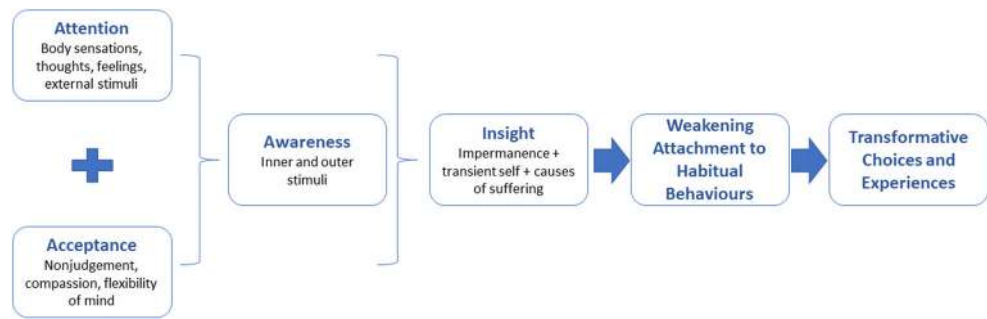 Attention
Body sensations,
thoughts, feelings,
external stimuli
Acceptance
Nonjudgement,
compassion, flexibility
of mind
Awareness
Inner and outer
stimuli
Insight
Impermanence +
transient self + causes
of suffering
Weakening
Attachment to
Habitual
Behaviours
Transformative
Choices and
Experiences